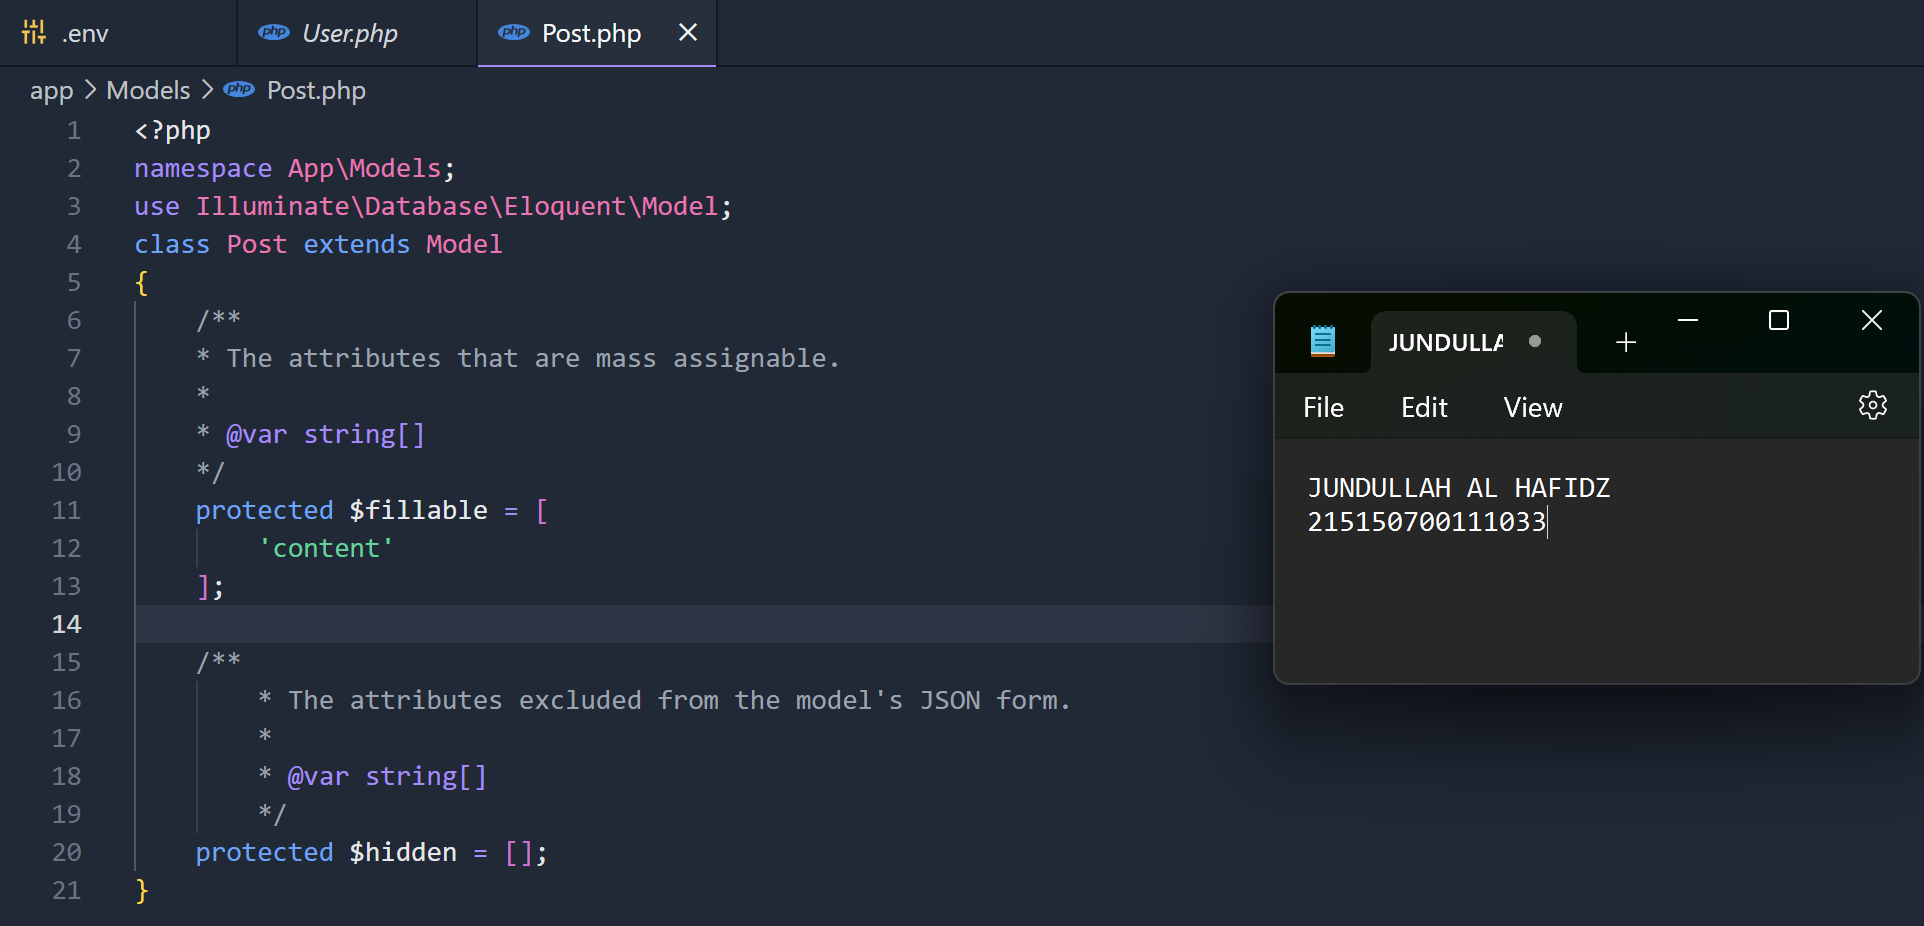 .env
php User.php
php Post.php
app > Models > php Post.php
1 <?php
2 namespace App\Models;
3 use Illuminate\Database\Eloquent\Model;
4 class Post extends Model
5 {
6     /**
7     * The attributes that are mass assignable.
8     *
9     * @var string[]
10     */
11     protected $fillable = [
12         'content'
13     ];
14
15     /**
16         * The attributes excluded from the model's JSON form.
17         *
18         * @var string[]
19         */
20     protected $hidden = [];
21 }
JUNDULLA
File Edit View
JUNDULLAH AL HAFIDZ
215150700111033